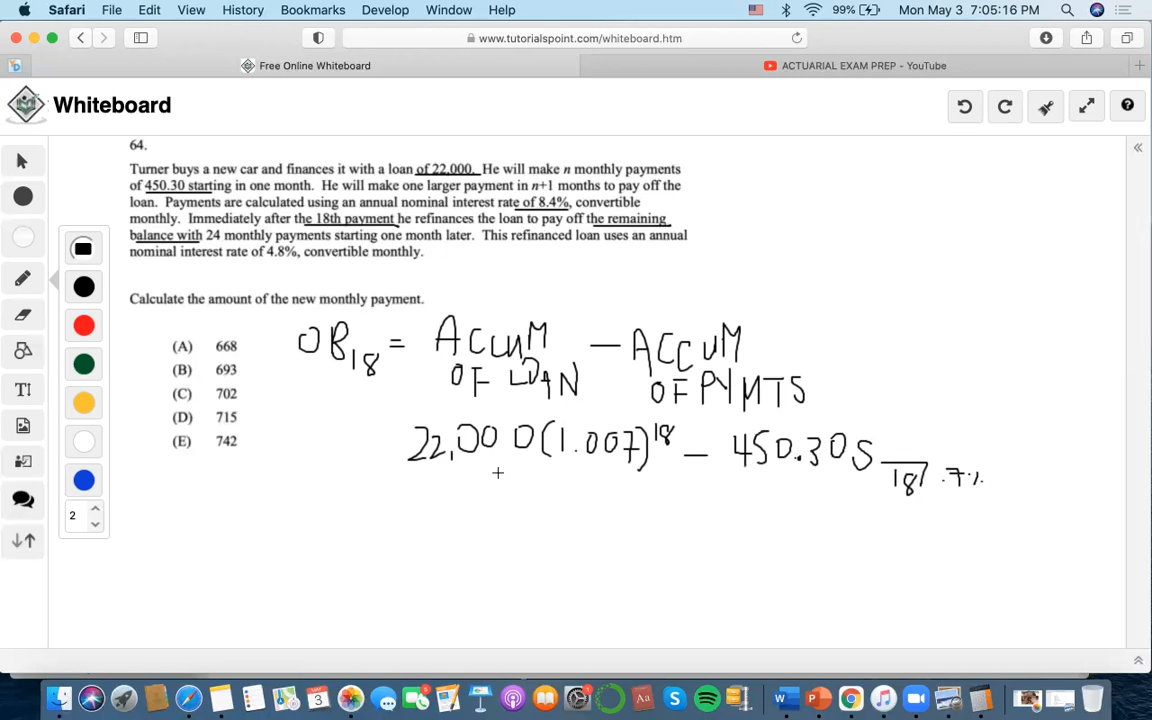 Safari File Edit View History Bookmarks Develop Window Help 99% Mon May 3 7:05:16 PM
www.tutorialspoint.com/whiteboard.htm
Free Online Whiteboard ACTUARIAL EXAM PREP - YouTube
Whiteboard
64.
Turner buys a new car and finances it with a loan of 22,000. He will make n monthly payments
of 450.30 starting in one month. He will make one larger payment in n+1 months to pay off the
loan. Payments are calculated using an annual nominal interest rate of 8.4%, convertible
monthly. Immediately after the 18th payment he refinances the loan to pay off the remaining
balance with 24 monthly payments starting one month later. This refinanced loan uses an annual
nominal interest rate of 4.8%, convertible monthly.
Calculate the amount of the new monthly payment.
(A) 668
(B) 693
(C) 702
(D) 715
(E) 742
OB18 = ACCUM - ACCUM
OF LOAN OF PYMTS
22,000(1.007)^18 - 450.30 S 18 .7%
2